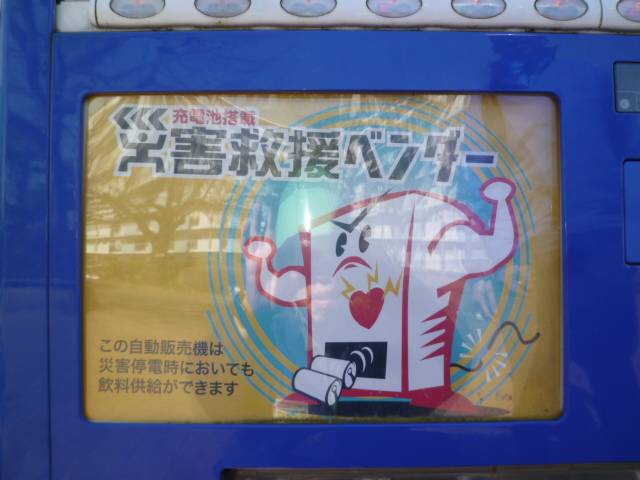 充電池搭載
災害救援ベンダー
この自動販売機は
災害停電時においても
飲料供給ができます